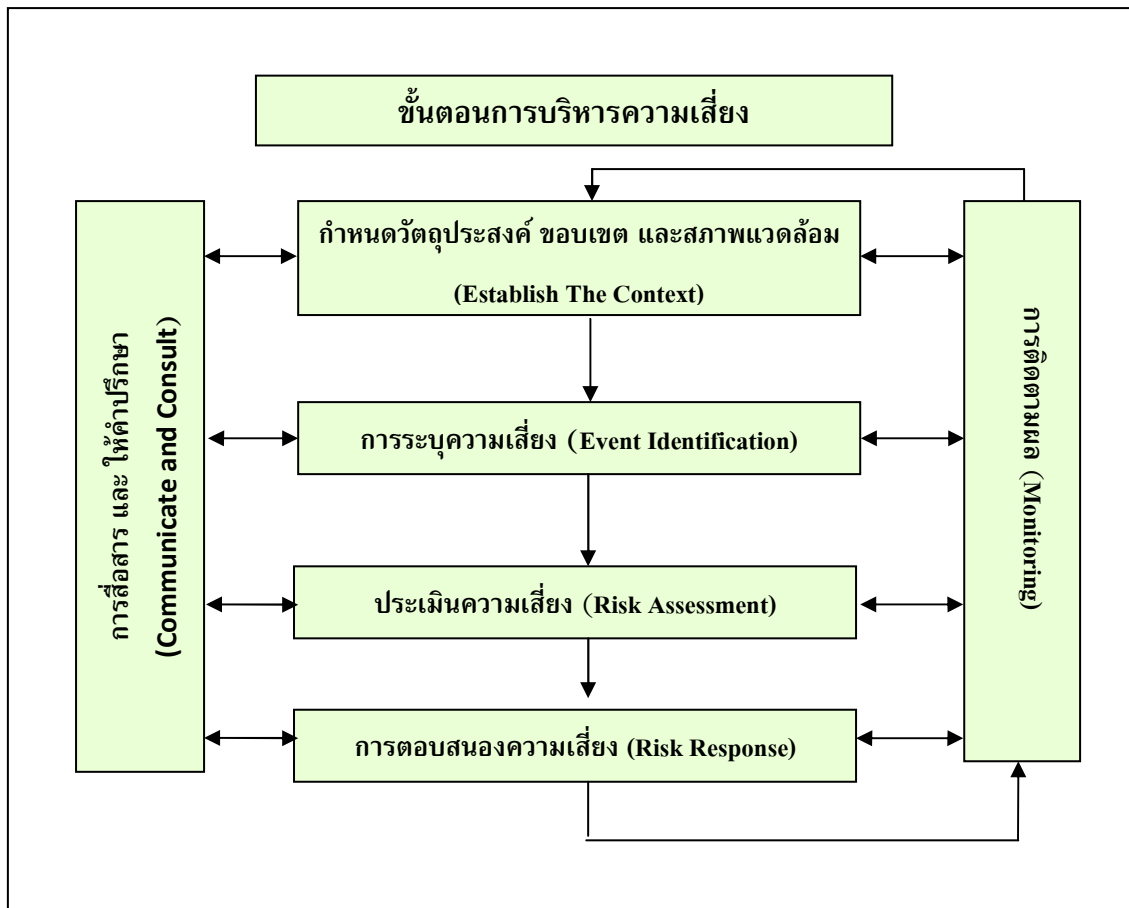 ขั้นตอนการบริหารความเสี่ยง
กำหนดวัตถุประสงค์ ขอบเขต และสภาพแวดล้อม
(Establish The Context)
การระบุความเสี่ยง (Event Identification)
ประเมินความเสี่ยง (Risk Assessment)
การตอบสนองความเสี่ยง (Risk Response)
การสื่อสาร และ ให้คำปรึกษา
(Communicate and Consult)
การติดตามผล (Monitoring)